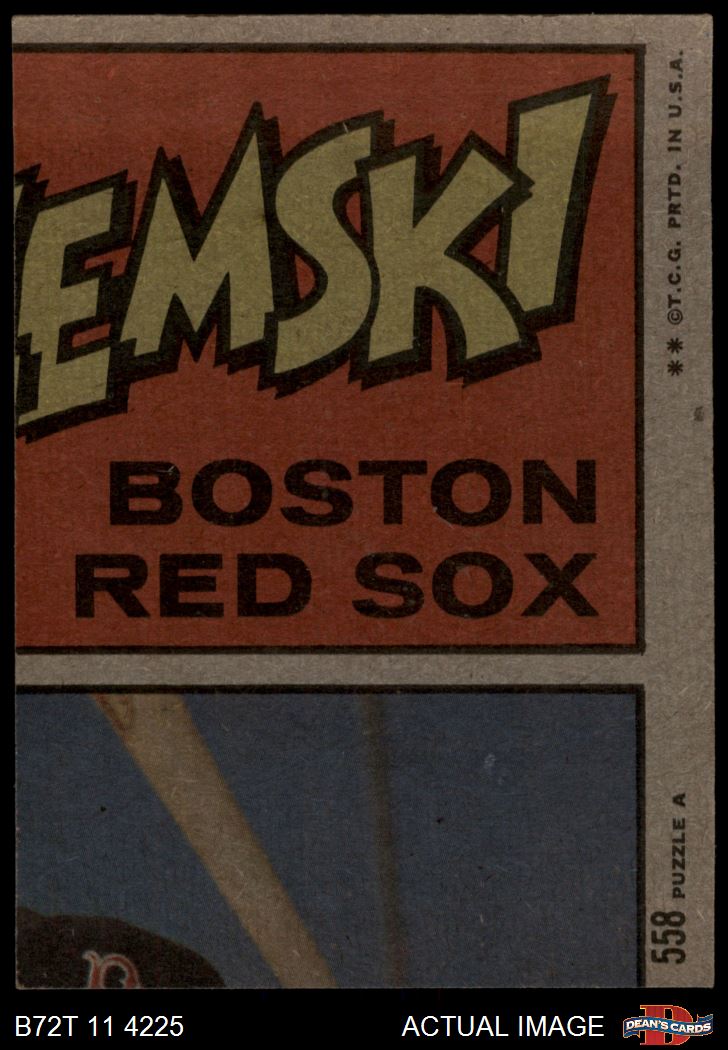 EMSKI
BOSTON
RED SOX
** ©T.C.G. PRTD. IN U.S.A.
558 PUZZLE A
B
B72T 11 4225
ACTUAL IMAGE
D
DEAN'S CARDS